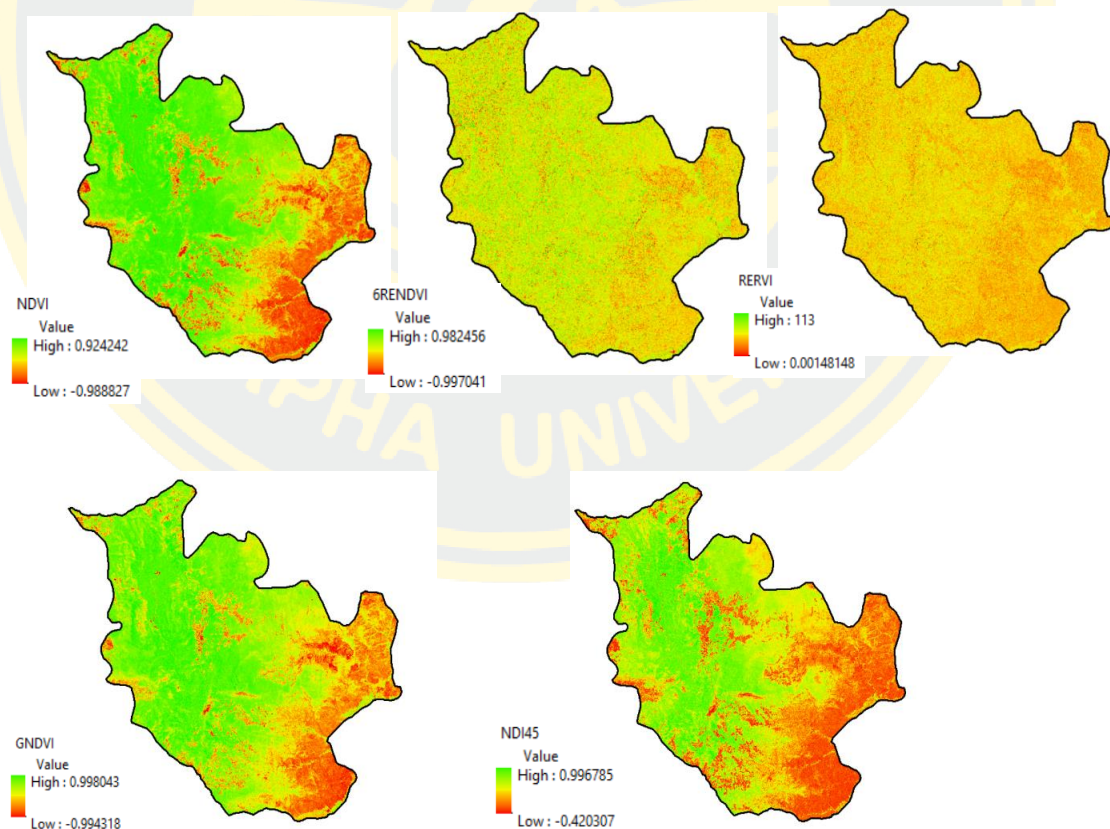 NDVI
Value
High : 0.924242
Low : -0.988827
6RENDVI
Value
High : 0.982456
Low : -0.997041
RERVI
Value
High : 113
Low : 0.00148148
APHA UNIVE
GNDVI
Value
High : 0.998043
Low : -0.994318
NDI45
Value
High : 0.996785
Low : -0.420307